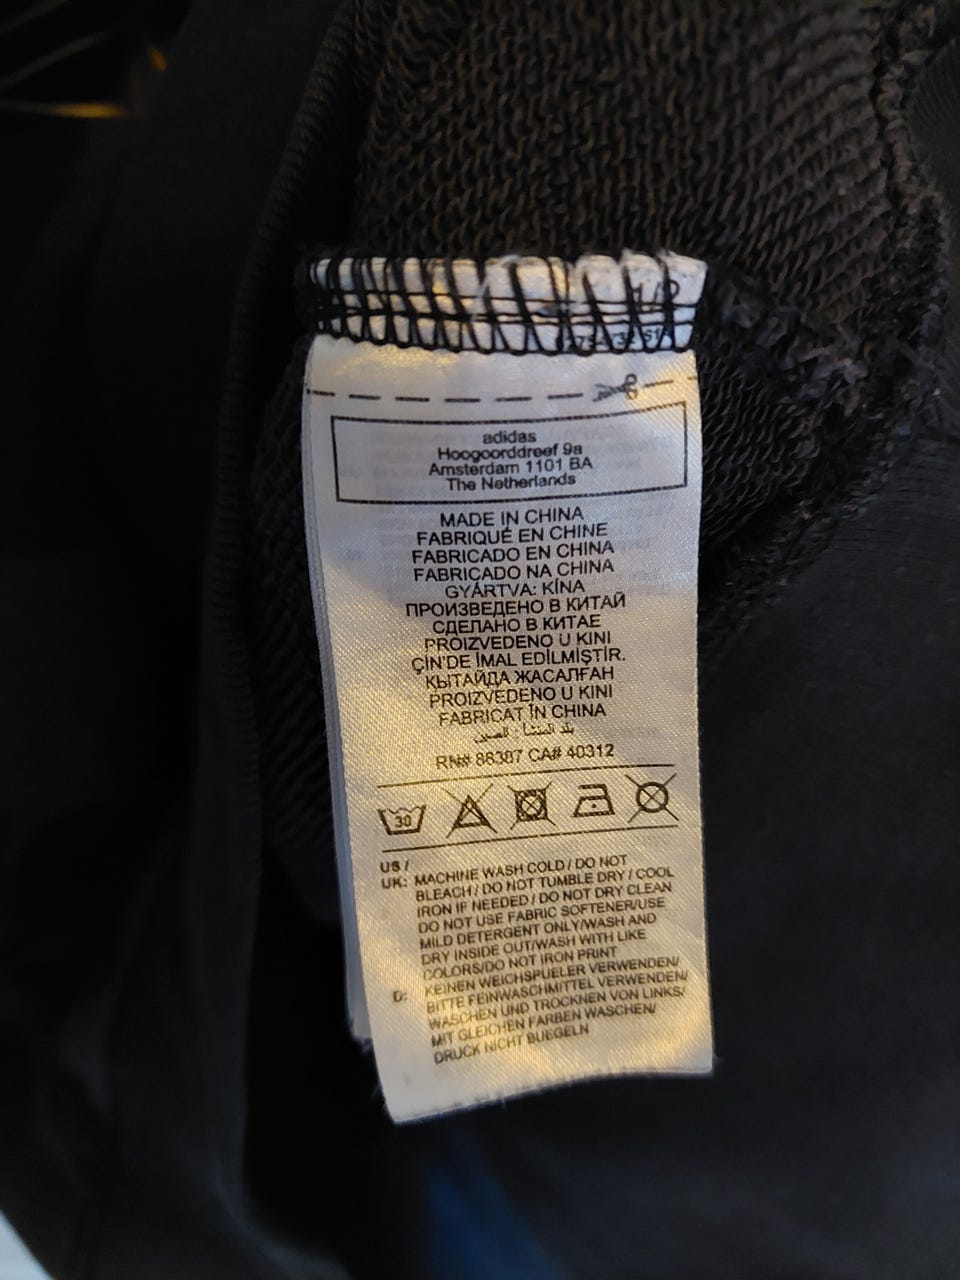 1/2
adidas
Hoogoorddreef 9a
Amsterdam 1101 BA
The Netherlands
MADE IN CHINA
FABRIQUÉ EN CHINE
FABRICADO EN CHINA
FABRICADO NA CHINA
GYÁRTVA: KÍNA
ПРОИЗВЕДЕНО В КИТАЙ
СДЕЛАНО В КИТАЕ
PROIZVEDENO U KINI
ÇİN'DE İMAL EDİLMİŞTİR.
ҚЫТАЙДА ЖАСАЛҒАН
PROIZVEDENO U KINI
FABRICAT ÎN CHINA
بلد المنشأ : الصين
RN# 88387 CA# 40312
30
US /
UK: MACHINE WASH COLD / DO NOT
BLEACH / DO NOT TUMBLE DRY / COOL
IRON IF NEEDED / DO NOT DRY CLEAN
DO NOT USE FABRIC SOFTENER/USE
MILD DETERGENT ONLY/WASH AND
DRY INSIDE OUT/WASH WITH LIKE
COLORS/DO NOT IRON PRINT
D: KEINEN WEICHSPUELER VERWENDEN/
BITTE FEINWASCHMITTEL VERWENDEN/
WASCHEN UND TROCKNEN VON LINKS/
MIT GLEICHEN FARBEN WASCHEN/
DRUCK NICHT BUEGELN